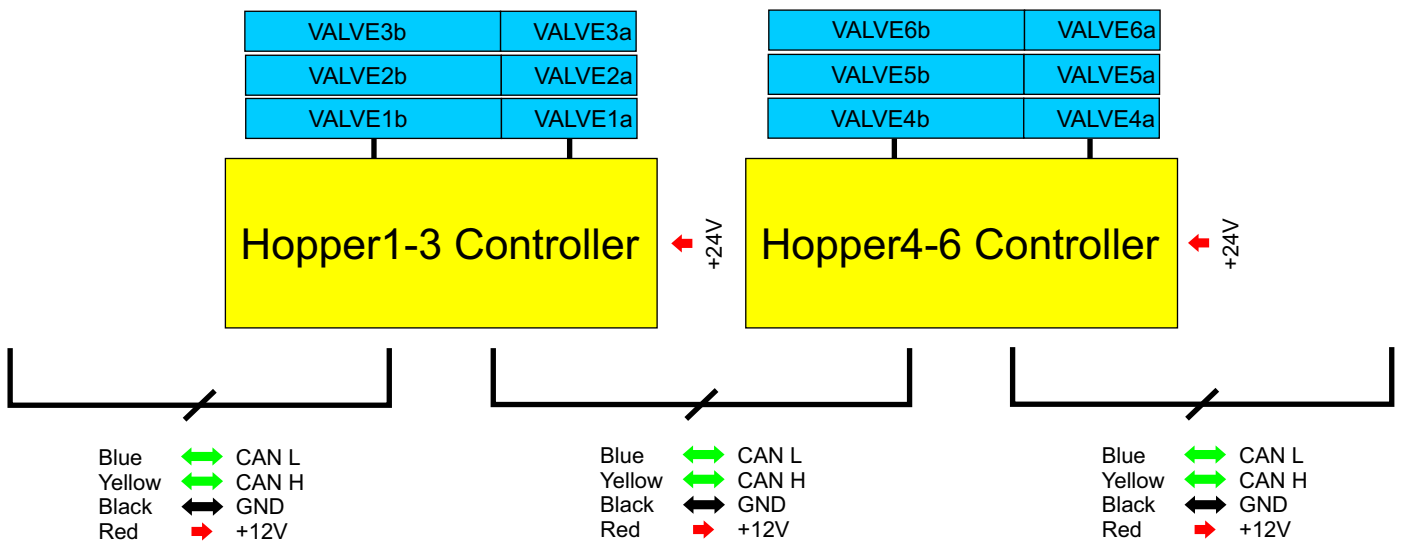 VALVE3b VALVE3a VALVE6b VALVE6a
VALVE2b VALVE2a VALVE5b VALVE5a
VALVE1b VALVE1a VALVE4b VALVE4a
Hopper1-3 Controller +24V Hopper4-6 Controller +24V
Blue CAN L Blue CAN L Blue CAN L
Yellow CAN H Yellow CAN H Yellow CAN H
Black GND Black GND Black GND
Red +12V Red +12V Red +12V